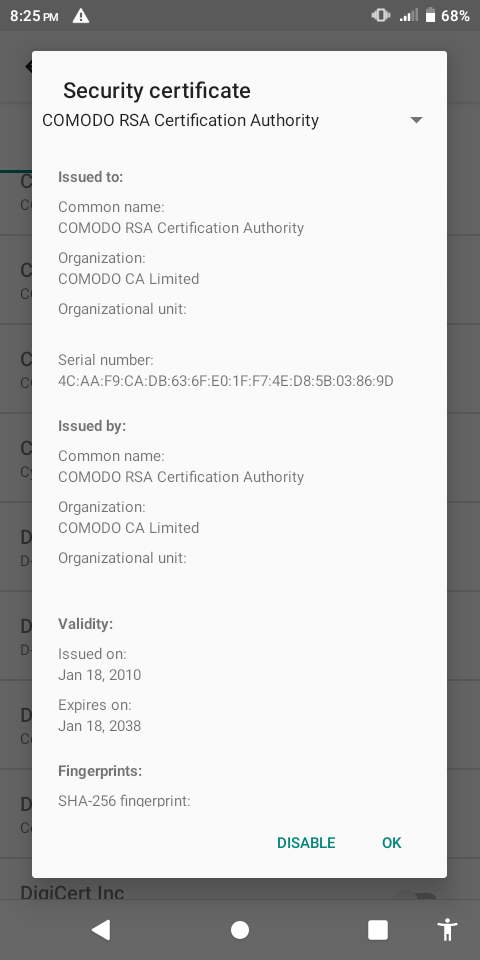 8:25 PM
68%
Security certificate
COMODO RSA Certification Authority
Issued to:
Common name:
COMODO RSA Certification Authority
Organization:
COMODO CA Limited
Organizational unit:
Serial number:
4C:AA:F9:CA:DB:63:6F:E0:1F:F7:4E:D8:5B:03:86:9D
Issued by:
Common name:
COMODO RSA Certification Authority
Organization:
COMODO CA Limited
Organizational unit:
Validity:
Issued on:
Jan 18, 2010
Expires on:
Jan 18, 2038
Fingerprints:
SHA-256 fingerprint:
DISABLE
OK
DigiCert Inc